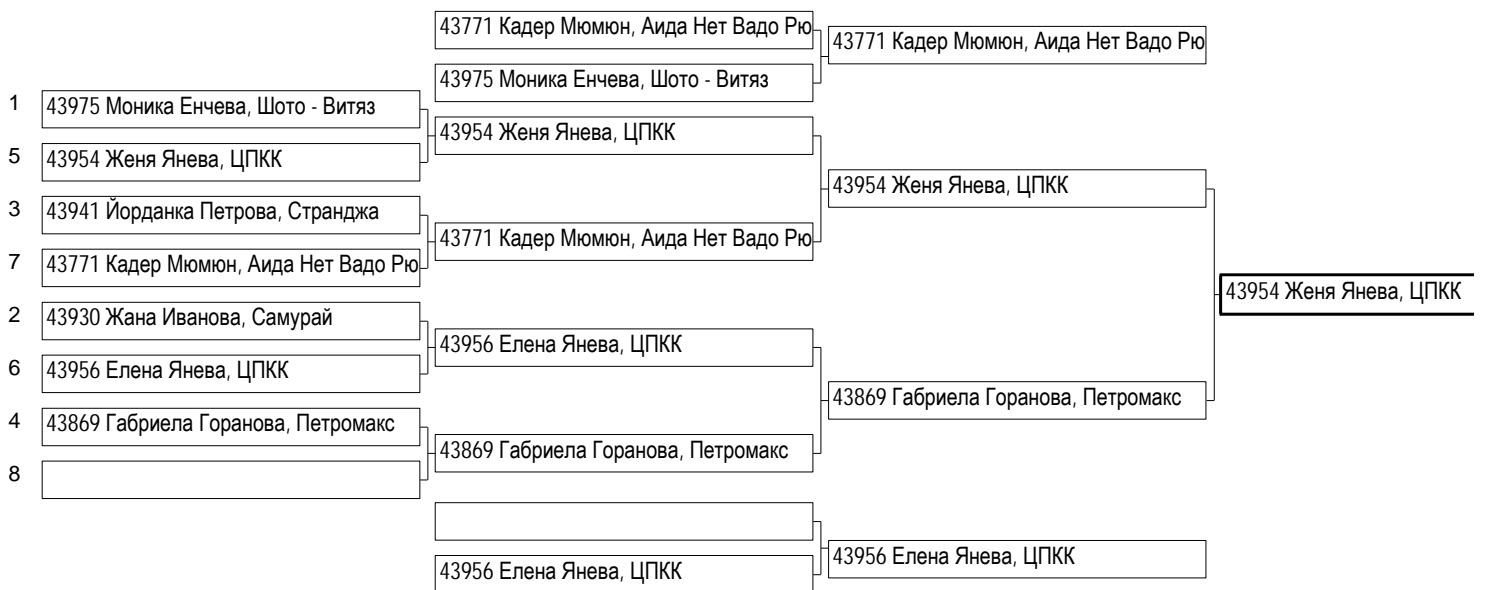 43771 Кадер Мюмюн, Аида Нет Вадо Рю
43771 Кадер Мюмюн, Аида Нет Вадо Рю
43975 Моника Енчева, Шото - Витяз
1 43975 Моника Енчева, Шото - Витяз
43954 Женя Янева, ЦПКК
5 43954 Женя Янева, ЦПКК
43954 Женя Янева, ЦПКК
3 43941 Йорданка Петрова, Странджа
43771 Кадер Мюмюн, Аида Нет Вадо Рю
7 43771 Кадер Мюмюн, Аида Нет Вадо Рю
43954 Женя Янева, ЦПКК
2 43930 Жана Иванова, Самурай
43956 Елена Янева, ЦПКК
6 43956 Елена Янева, ЦПКК
43869 Габриела Горанова, Петромакс
4 43869 Габриела Горанова, Петромакс
43869 Габриела Горанова, Петромакс
8
43956 Елена Янева, ЦПКК
43956 Елена Янева, ЦПКК